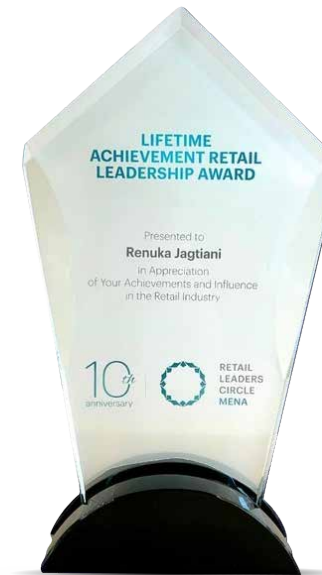 LIFETIME
ACHIEVEMENT RETAIL
LEADERSHIP AWARD
Presented to
Renuka Jagtiani
in Appreciation
of Your Achievements and Influence
in the Retail Industry
10th
anniversary
RETAIL
LEADERS
CIRCLE
MENA